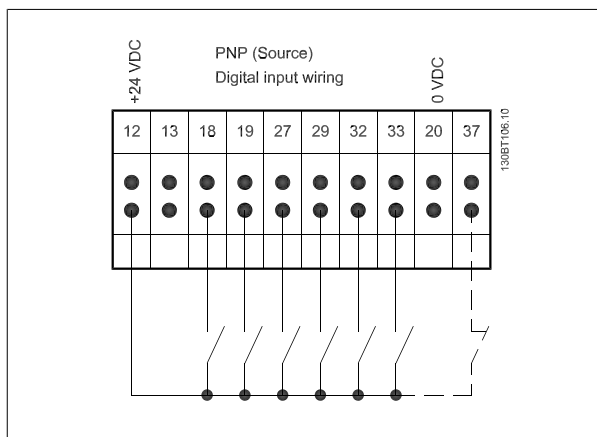 +24 VDC
PNP (Source)
Digital input wiring
0 VDC
12 13 18 19 27 29 32 33 20 37
130BT106.10